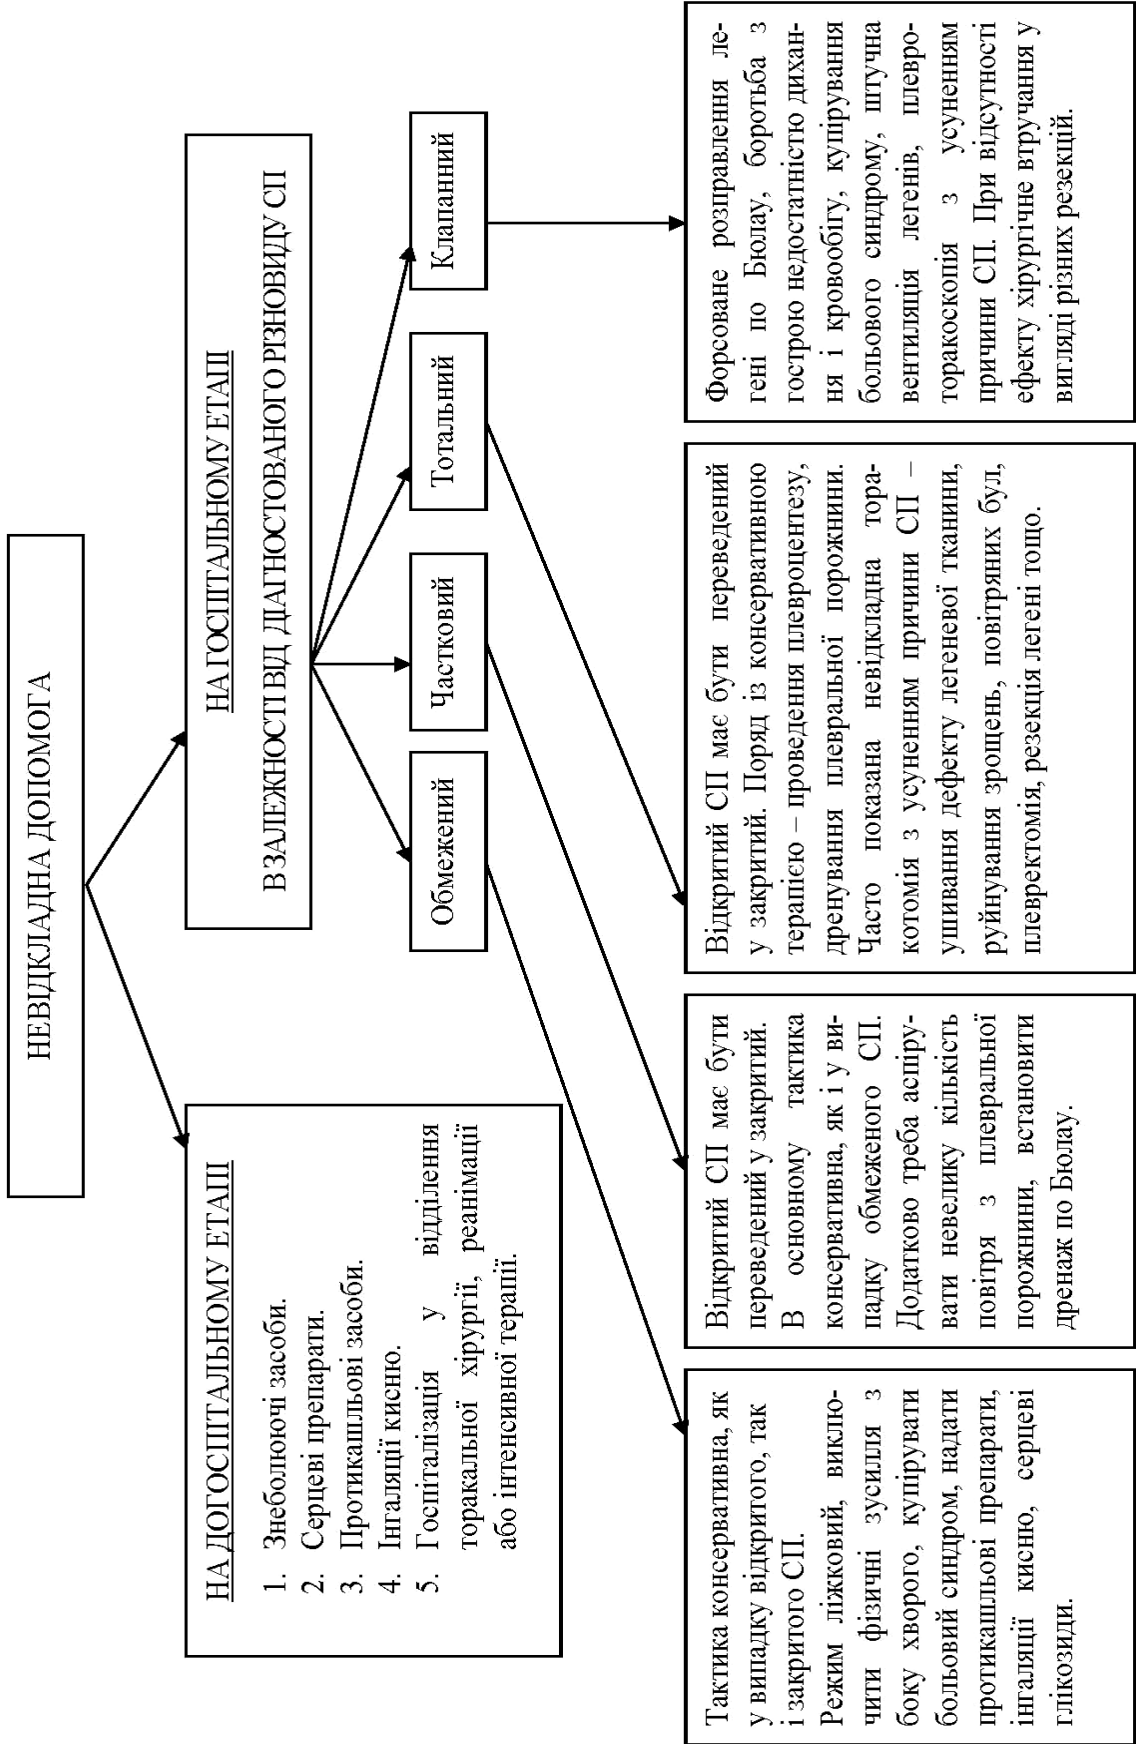 НЕВІДКЛАДНА ДОПОМОГА
НА ДОГОСПІТАЛЬНОМУ ЕТАПІ
1. Знеболюючі засоби.
2. Серцеві препарати.
3. Протикашльові засоби.
4. Інгаляції кисню.
5. Госпіталізація у відділення
торакальної хірургії, реанімації
або інтенсивної терапії.
НА ГОСПІТАЛЬНОМУ ЕТАПІ
В ЗАЛЕЖНОСТІ ВІД ДІАГНОСТОВАНОГО РІЗНОВИДУ СП
Обмежений
Частковий
Тотальний
Клапанний
Тактика консервативна, як
у випадку відкритого, так
і закритого СП.
Режим ліжковий, виклю-
чити фізичні зусилля з
боку хворого, купірувати
больовий синдром, надати
протикашльові препарати,
інгаляції кисню, серцеві
глікозиди.
Відкритий СП має бути
переведений у закритий.
В основному тактика
консервативна, як і у ви-
падку обмеженого СП.
Додатково треба аспіру-
вати невелику кількість
повітря з плевральної
порожнини, встановити
дренаж по Бюлау.
Відкритий СП має бути переведений
у закритий. Поряд із консервативною
терапією – проведення плевроцентезу,
дренування плевральної порожнини.
Часто показана невідкладна тора-
котомія з усуненням причини СП –
ушивання дефекту легеневої тканини,
руйнування зрощень, повітряних бул,
плевректомія, резекція легені тощо.
Форсоване розправлення ле-
гені по Бюлау, боротьба з
гострою недостатністю дихан-
ня і кровообігу, купірування
больового синдрому, штучна
вентиляція легенів, плевро-
торакоскопія з усуненням
причини СП. При відсутності
ефекту хірургічне втручання у
вигляді різних резекцій.